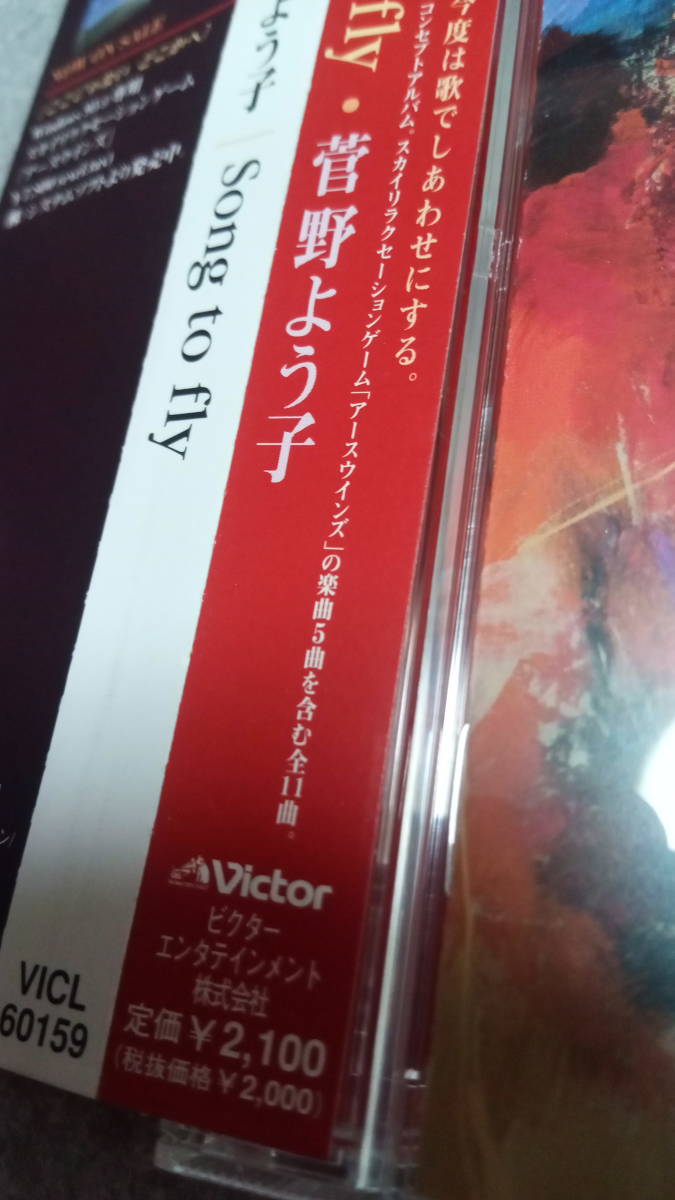 今度は歌でしあわせにする。
コンセプトアルバム。スカイリラクセーションゲーム「アースウインズ」の楽曲5曲を含む全11曲。
fly・菅野よう子
Victor
ビクター
エンタテインメント
株式会社
定価￥2,100
(税抜価格￥2,000)
よう子 | Song to fly
VICL
60159
NOW ON SALE